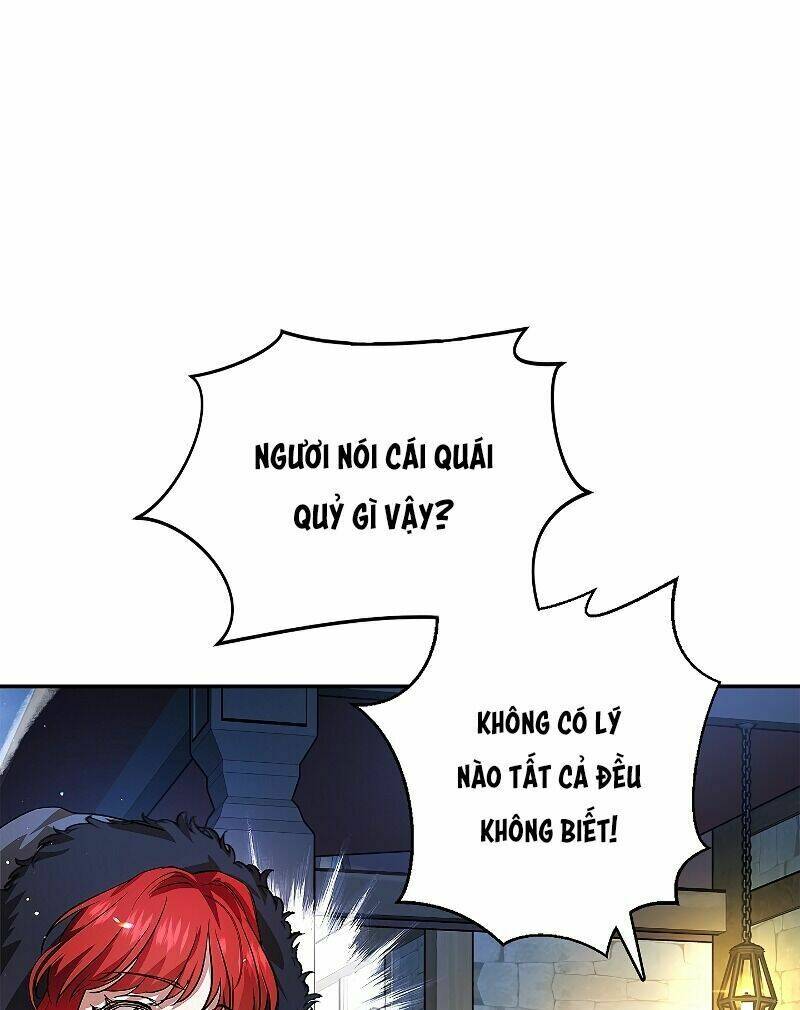 NGƯƠI NÓI CÁI QUÁI
QUỶ GÌ VẬY?
KHÔNG CÓ LÝ
NÀO TẤT CẢ ĐỀU
KHÔNG BIẾT!